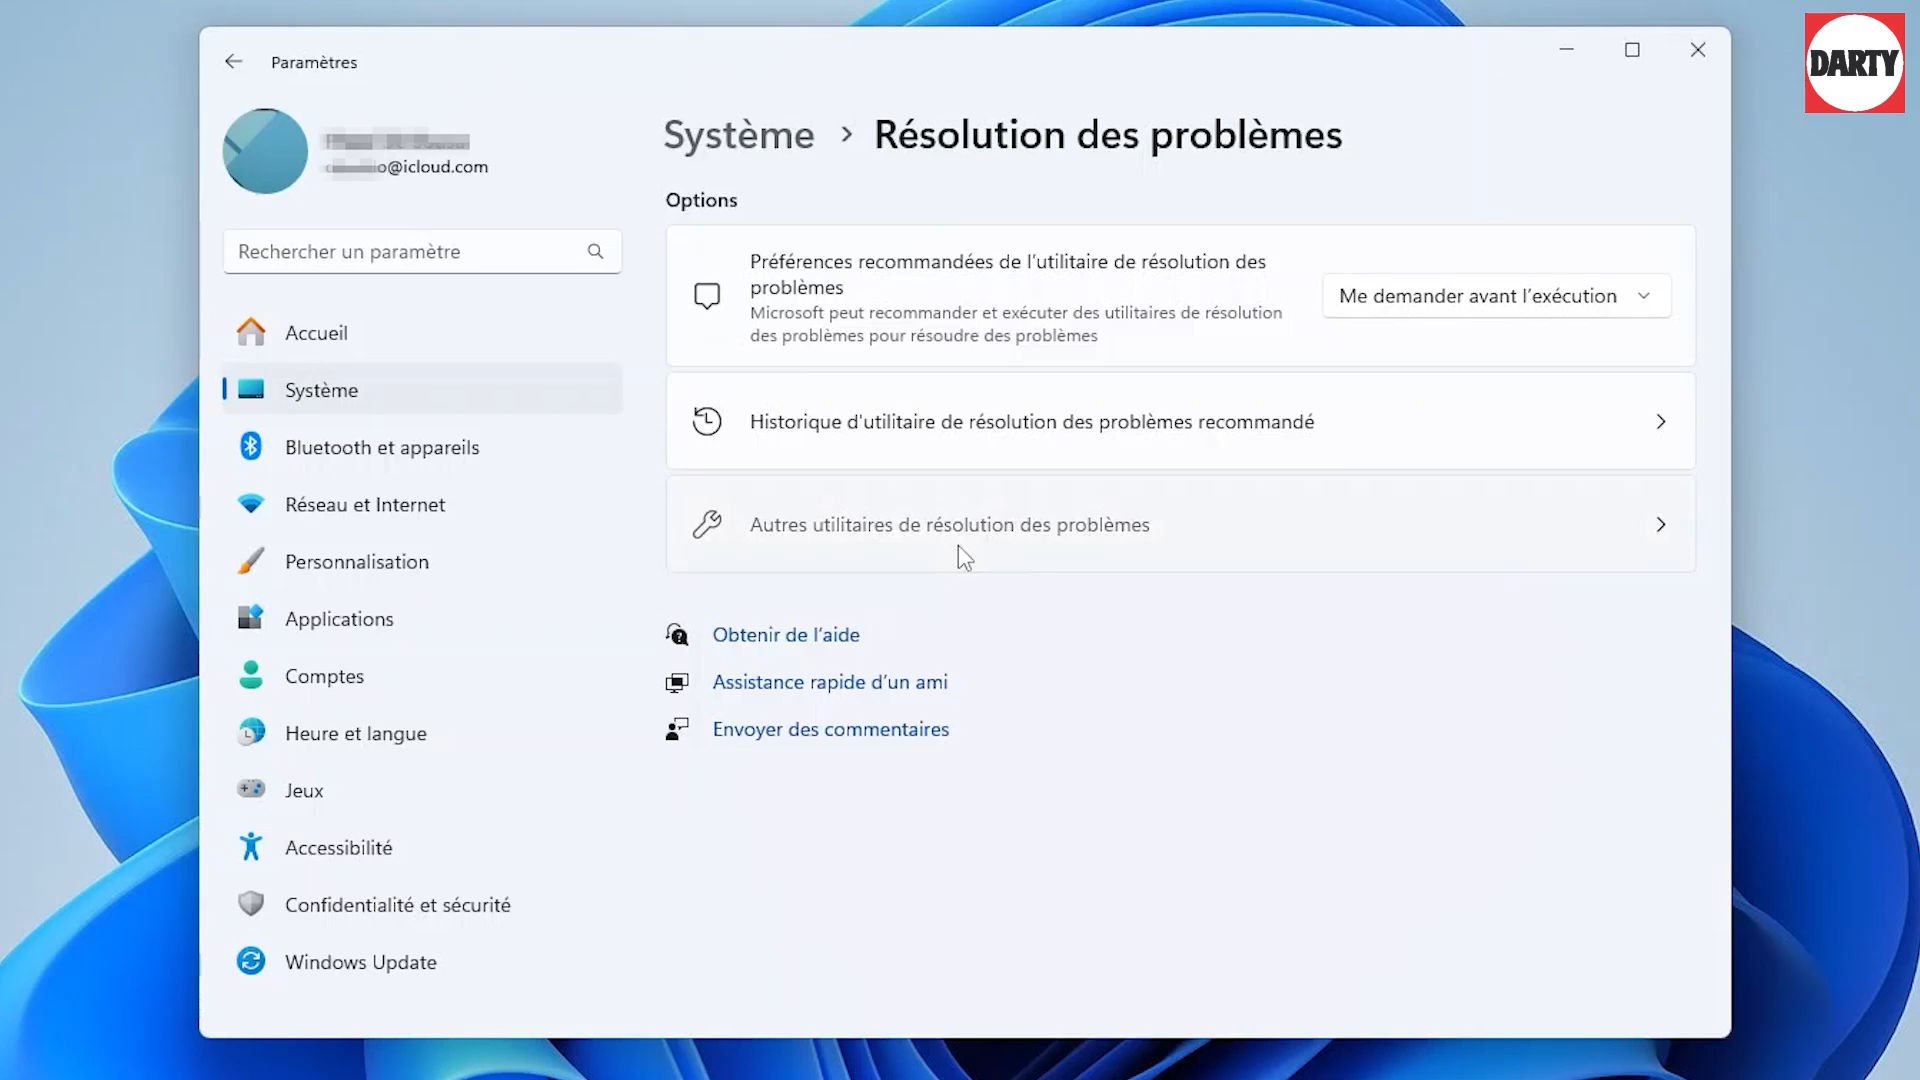 Paramètres
DARTY
@icloud.com
Rechercher un paramètre
Accueil
Système
Bluetooth et appareils
Réseau et Internet
Personnalisation
Applications
Comptes
Heure et langue
Jeux
Accessibilité
Confidentialité et sécurité
Windows Update
Système > Résolution des problèmes
Options
Préférences recommandées de l’utilitaire de résolution des
problèmes
Microsoft peut recommander et exécuter des utilitaires de résolution
des problèmes pour résoudre des problèmes
Me demander avant l’exécution
Historique d'utilitaire de résolution des problèmes recommandé
Autres utilitaires de résolution des problèmes
Obtenir de l’aide
Assistance rapide d’un ami
Envoyer des commentaires